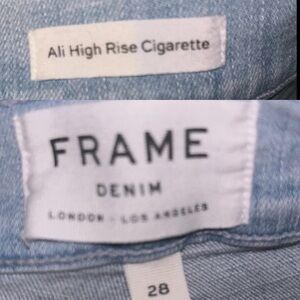 Ali High Rise Cigarette
FRAME
DENIM
LONDON - LOS ANGELES
28